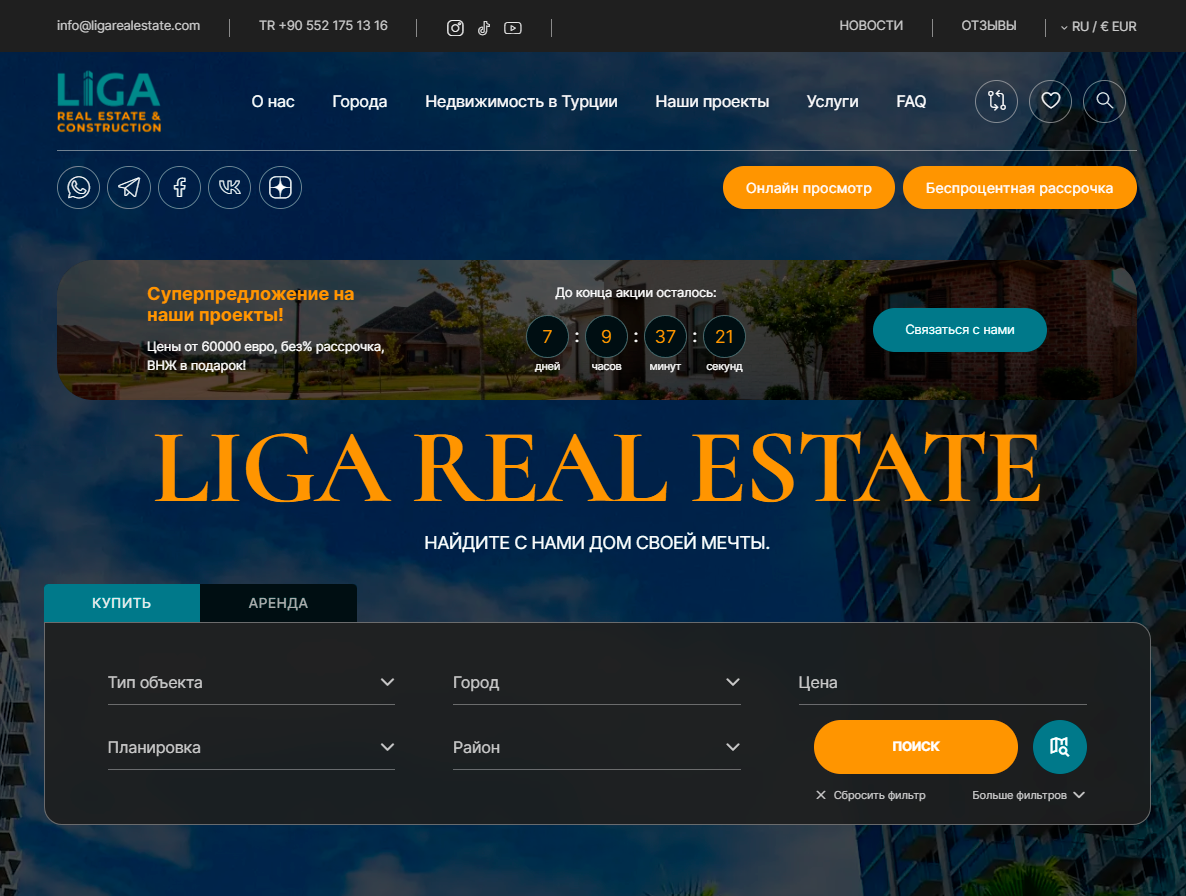 info@ligarealestate.com
TR +90 552 175 13 16
НОВОСТИ
ОТЗЫВЫ
RU / € EUR
LIGA
REAL ESTATE &
CONSTRUCTION
О нас
Города
Недвижимость в Турции
Наши проекты
Услуги
FAQ
Онлайн просмотр
Беспроцентная рассрочка
Суперпредложение на
наши проекты!
Цены от 60000 евро, без% рассрочка,
ВНЖ в подарок!
До конца акции осталось:
7 : 9 : 37 : 21
дней часов минут секунд
Связаться с нами
LIGA REAL ESTATE
НАЙДИТЕ С НАМИ ДОМ СВОЕЙ МЕЧТЫ.
КУПИТЬ
АРЕНДА
Тип объекта
Город
Цена
Планировка
Район
ПОИСК
Сбросить фильтр
Больше фильтров